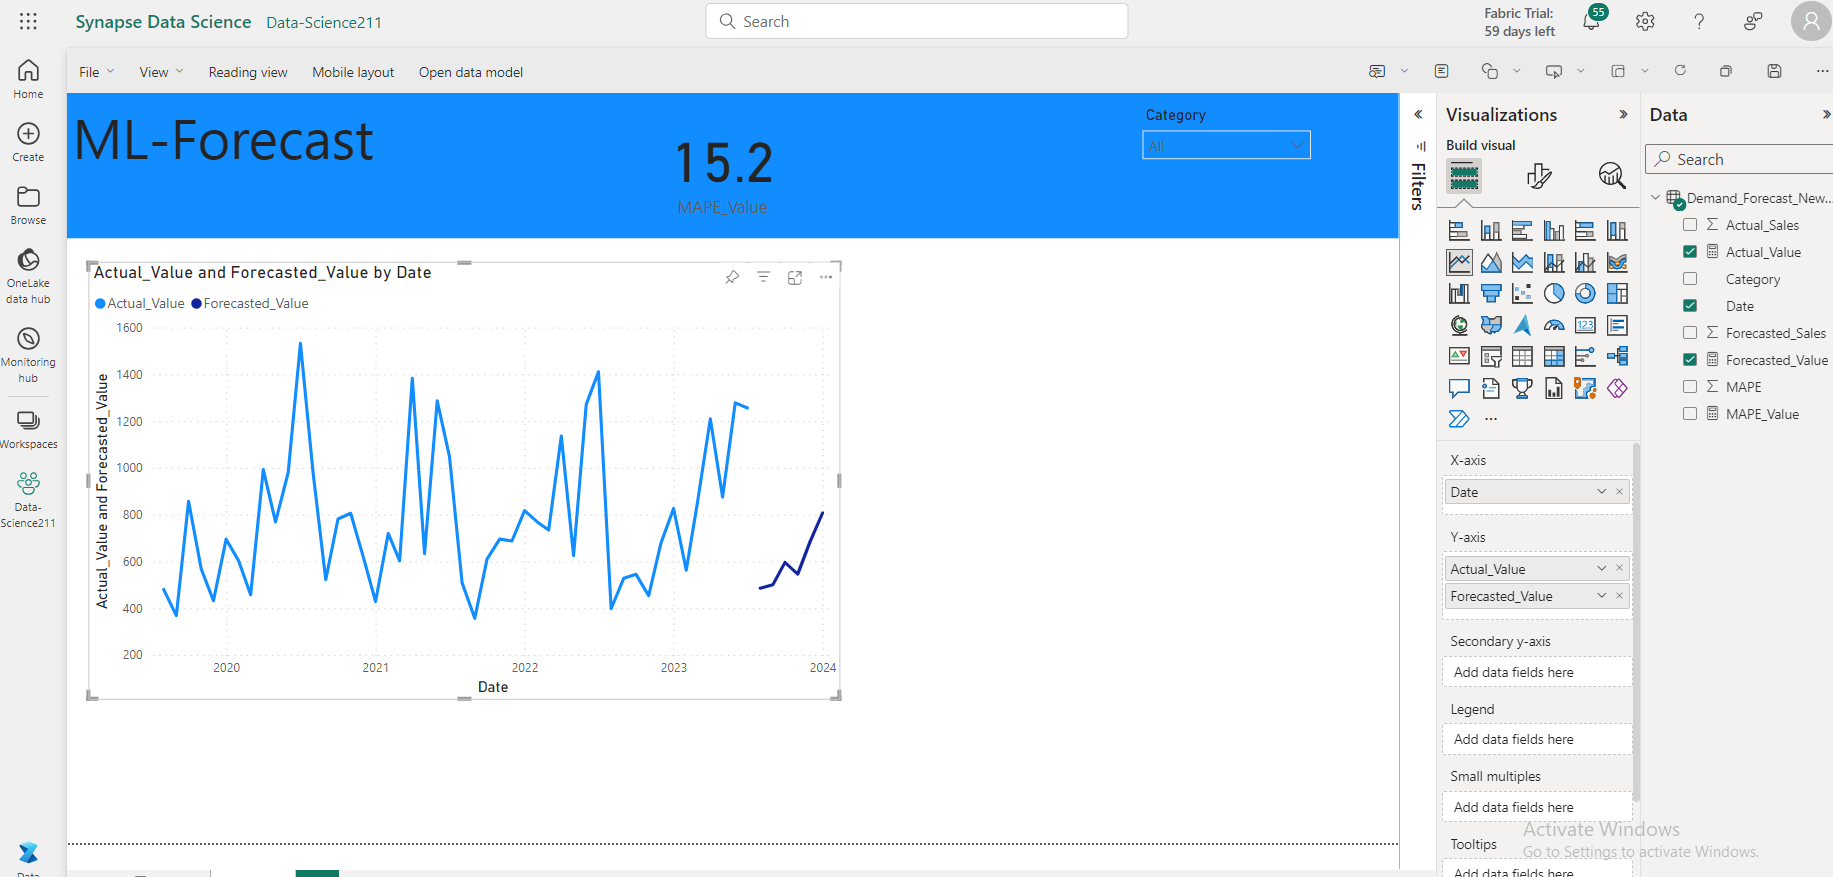 Synapse Data Science Data-Science211
Search
Fabric Trial:
59 days left
55
Home
Create
Browse
OneLake
data hub
Monitoring
hub
Workspaces
Data-
Science211
File View Reading view Mobile layout Open data model
ML-Forecast
15.2
MAPE_Value
Category
All
Actual_Value and Forecasted_Value by Date
Actual_Value Forecasted_Value
Actual_Value and Forecasted_Value
1600
1400
1200
1000
800
600
400
200
2020 2021 2022 2023 2024
Date
Filters
Visualizations
Build visual
123
X-axis
Date
Y-axis
Actual_Value
Forecasted_Value
Secondary y-axis
Add data fields here
Legend
Add data fields here
Small multiples
Add data fields here
Tooltips
Add data fields here
Data
Search
Demand_Forecast_New...
Actual_Sales
Actual_Value
Category
Date
Forecasted_Sales
Forecasted_Value
MAPE
MAPE_Value
Activate Windows
Go to Settings to activate Windows.